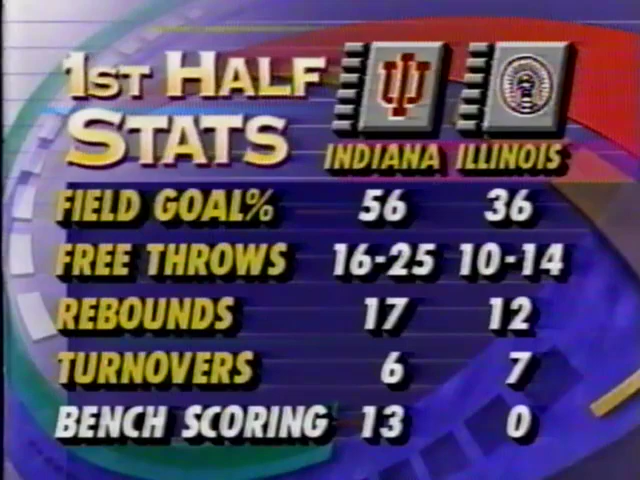 1ST HALF
STATS
INDIANA ILLINOIS
FIELD GOAL% 56 36
FREE THROWS 16-25 10-14
REBOUNDS 17 12
TURNOVERS 6 7
BENCH SCORING 13 0